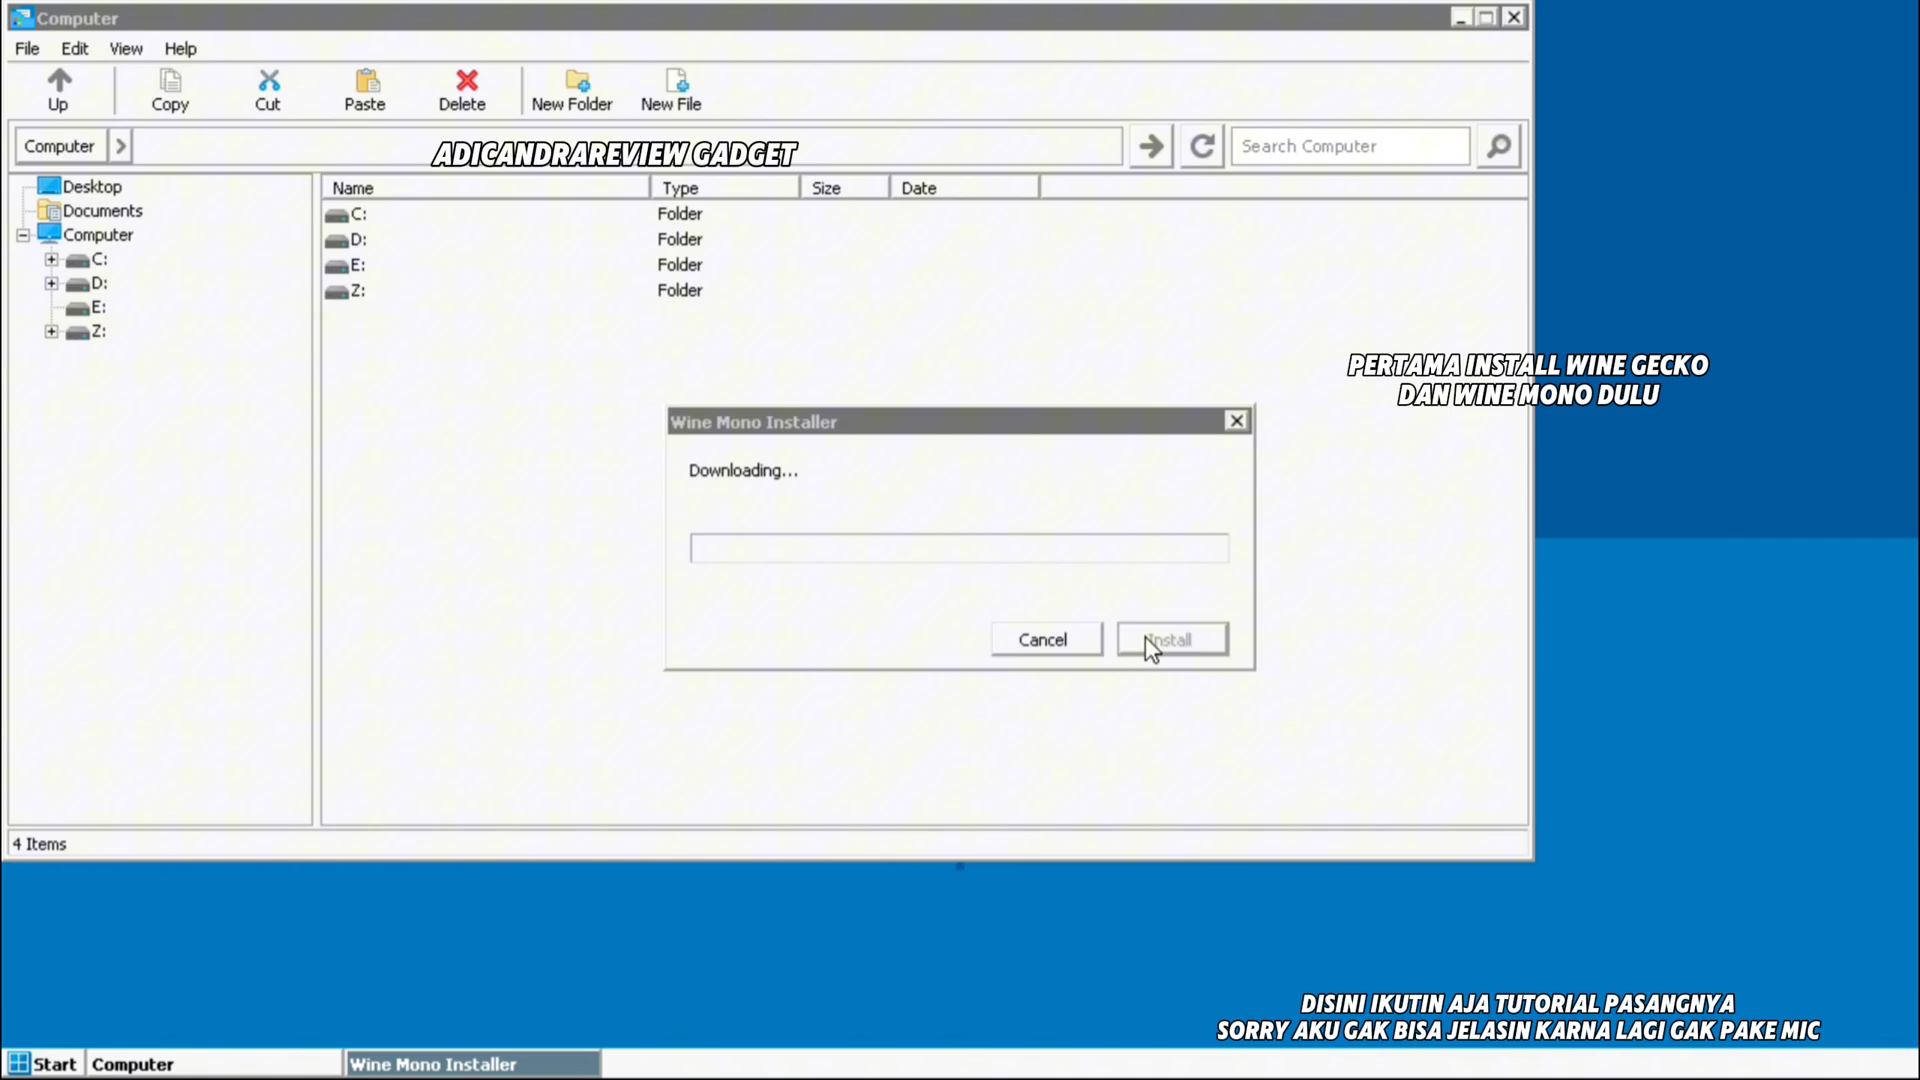 Computer
File Edit View Help
Up Copy Cut Paste Delete New Folder New File
Computer Search Computer
ADICANDRAREVIEW GADGET
Desktop
Documents
Computer
C:
D:
E:
Z:
Name Type Size Date
C: Folder
D: Folder
E: Folder
Z: Folder
PERTAMA INSTALL WINE GECKO
DAN WINE MONO DULU
Wine Mono Installer
Downloading...
Cancel Install
4 Items
DISINI IKUTIN AJA TUTORIAL PASANGNYA
SORRY AKU GAK BISA JELASIN KARNA LAGI GAK PAKE MIC
Start Computer Wine Mono Installer